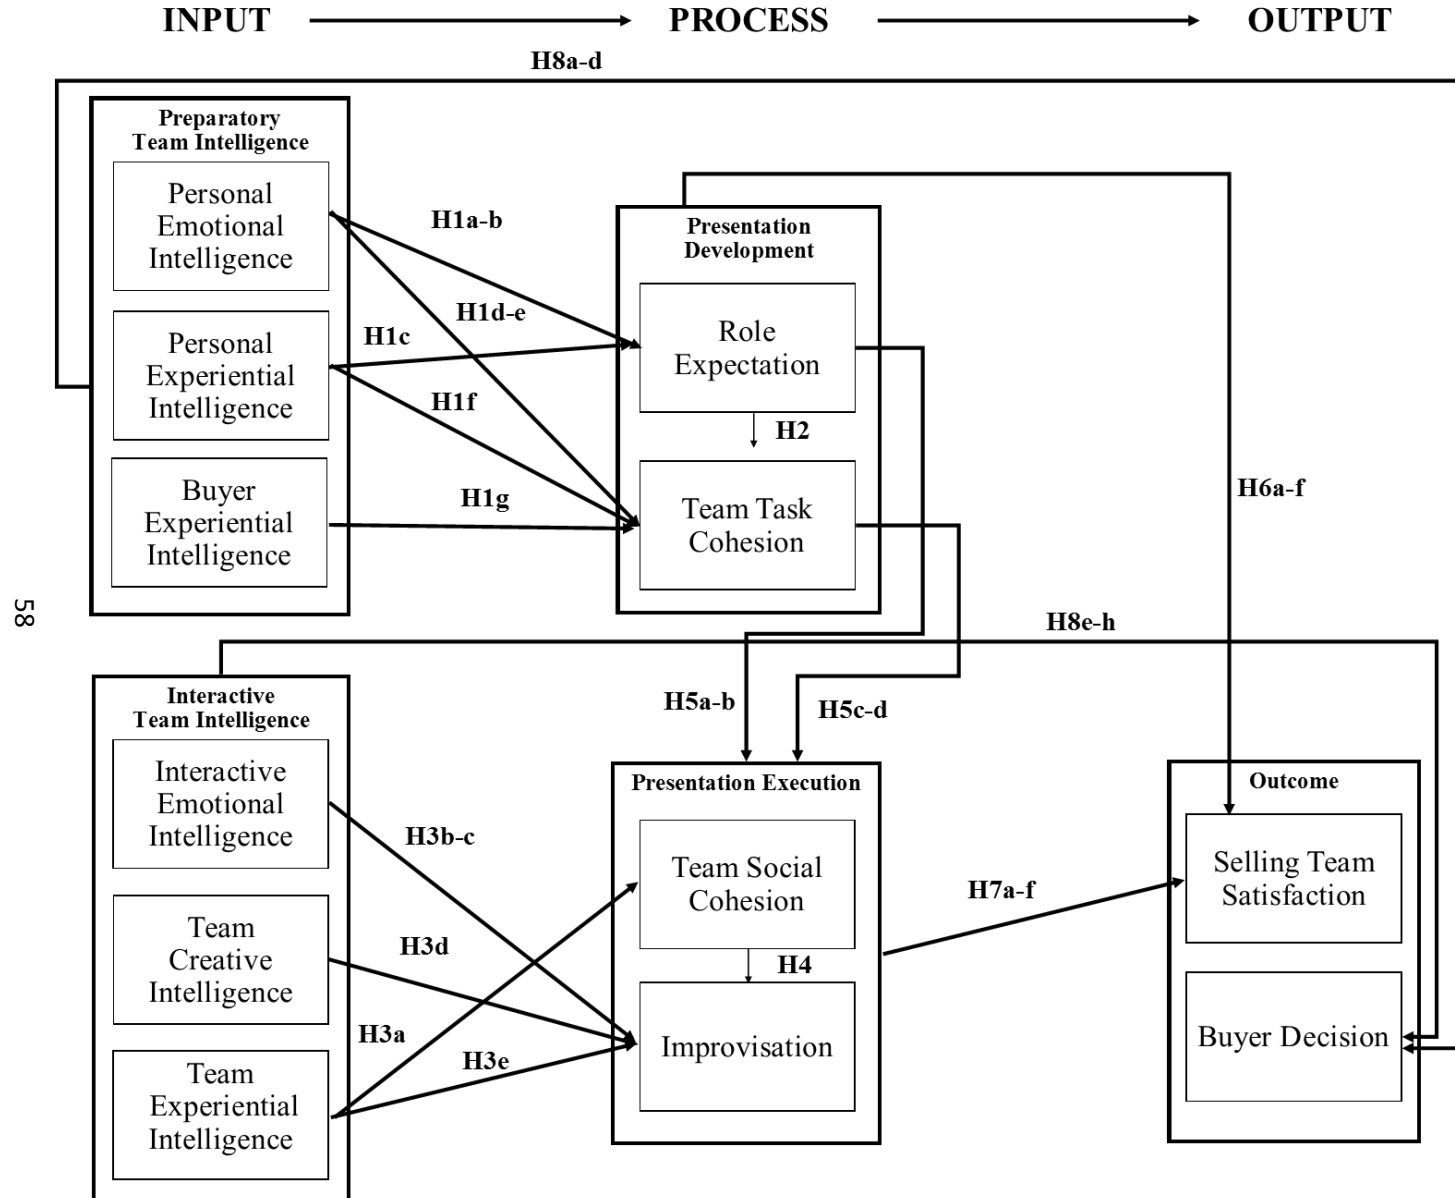 INPUT
PROCESS
OUTPUT
H8a-d
Preparatory
Team Intelligence
Personal
Emotional
Intelligence
Personal
Experiential
Intelligence
Buyer
Experiential
Intelligence
H1a-b
H1d-e
H1c
H1f
H1g
Presentation
Development
Role
Expectation
H2
Team Task
Cohesion
H6a-f
58
H8e-h
Interactive
Team Intelligence
Interactive
Emotional
Intelligence
Team
Creative
Intelligence
Team
Experiential
Intelligence
H5a-b
H5c-d
H3b-c
H3d
H3a
H3e
Presentation Execution
Team Social
Cohesion
H4
Improvisation
H7a-f
Outcome
Selling Team
Satisfaction
Buyer Decision